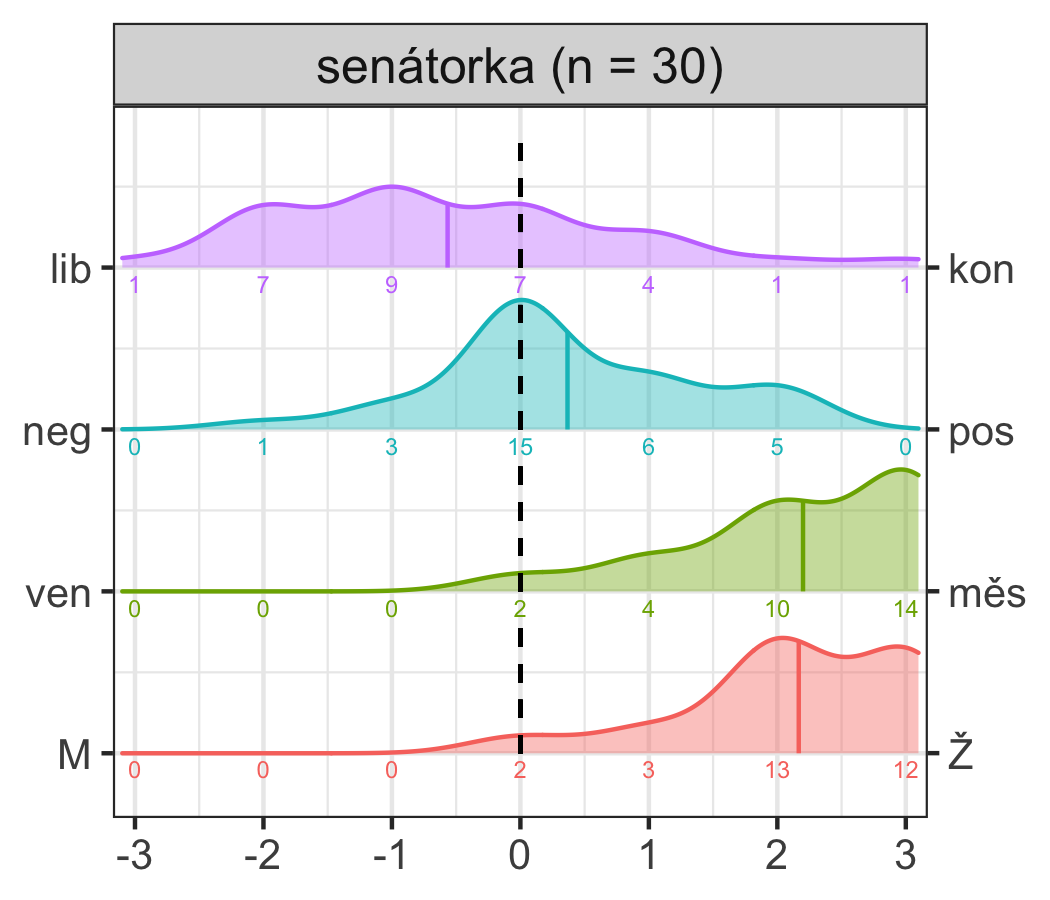 senátorka (n = 30)
lib kon
1 7 9 7 4 1 1
neg pos
0 1 3 15 6 5 0
ven měs
0 0 0 2 4 10 14
M Ž
0 0 0 2 3 13 12
-3 -2 -1 0 1 2 3